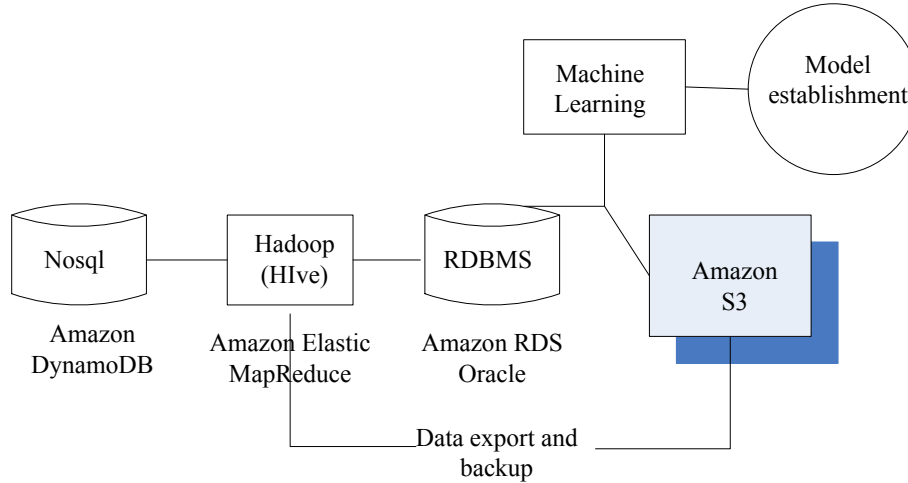 Machine
Learning
Model
establishment
Nosql
Hadoop
(HIve)
RDBMS
Amazon
S3
Amazon
DynamoDB
Amazon Elastic
MapReduce
Amazon RDS
Oracle
Data export and
backup